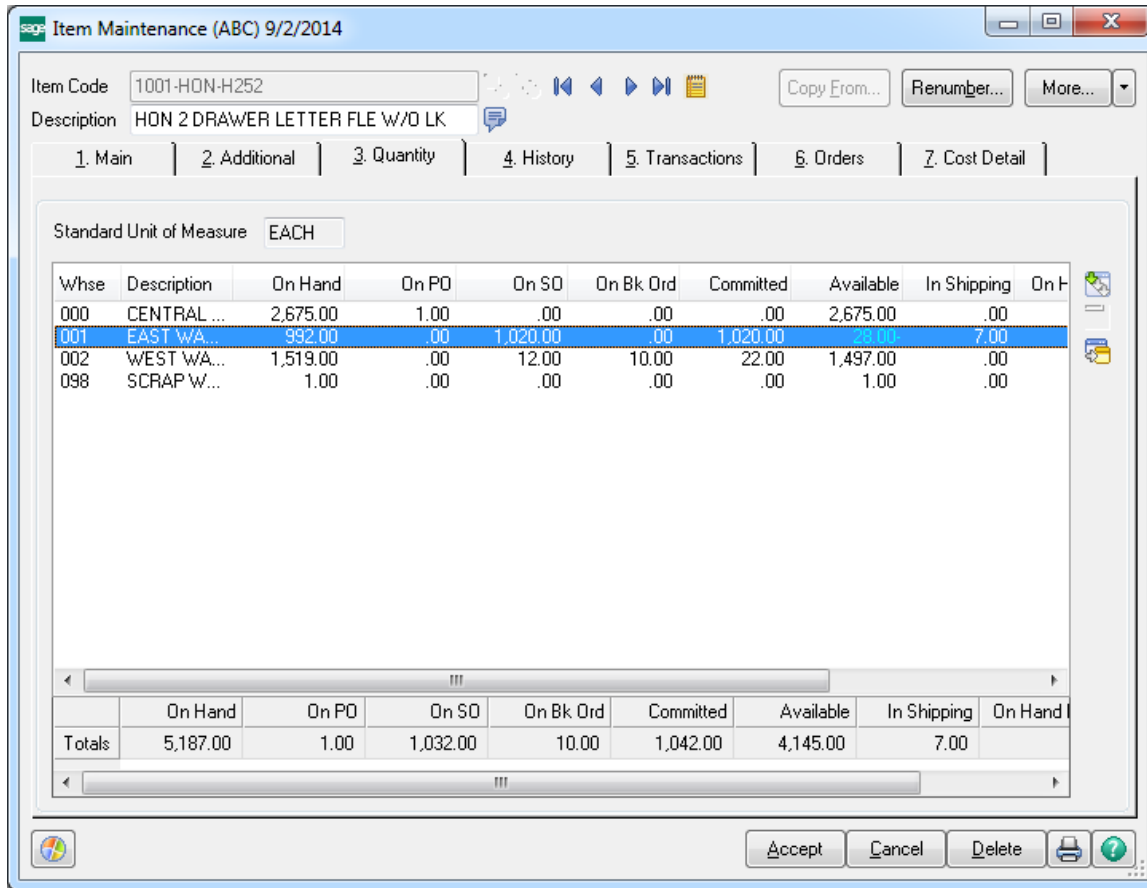 sage Item Maintenance (ABC) 9/2/2014
Item Code 1001-HON-H252 Copy From... Renumber... More...
Description HON 2 DRAWER LETTER FLE W/O LK
1. Main 2. Additional 3. Quantity 4. History 5. Transactions 6. Orders 7. Cost Detail
Standard Unit of Measure EACH
Whse Description On Hand On PO On SO On Bk Ord Committed Available In Shipping On H
000 CENTRAL ... 2,675.00 1.00 .00 .00 .00 2,675.00 .00
001 EAST WA... 992.00 .00 1,020.00 .00 1,020.00 28.00- 7.00
002 WEST WA... 1,519.00 .00 12.00 10.00 22.00 1,497.00 .00
098 SCRAP W... 1.00 .00 .00 .00 .00 1.00 .00
On Hand On PO On SO On Bk Ord Committed Available In Shipping On Hand
Totals 5,187.00 1.00 1,032.00 10.00 1,042.00 4,145.00 7.00
Accept Cancel Delete